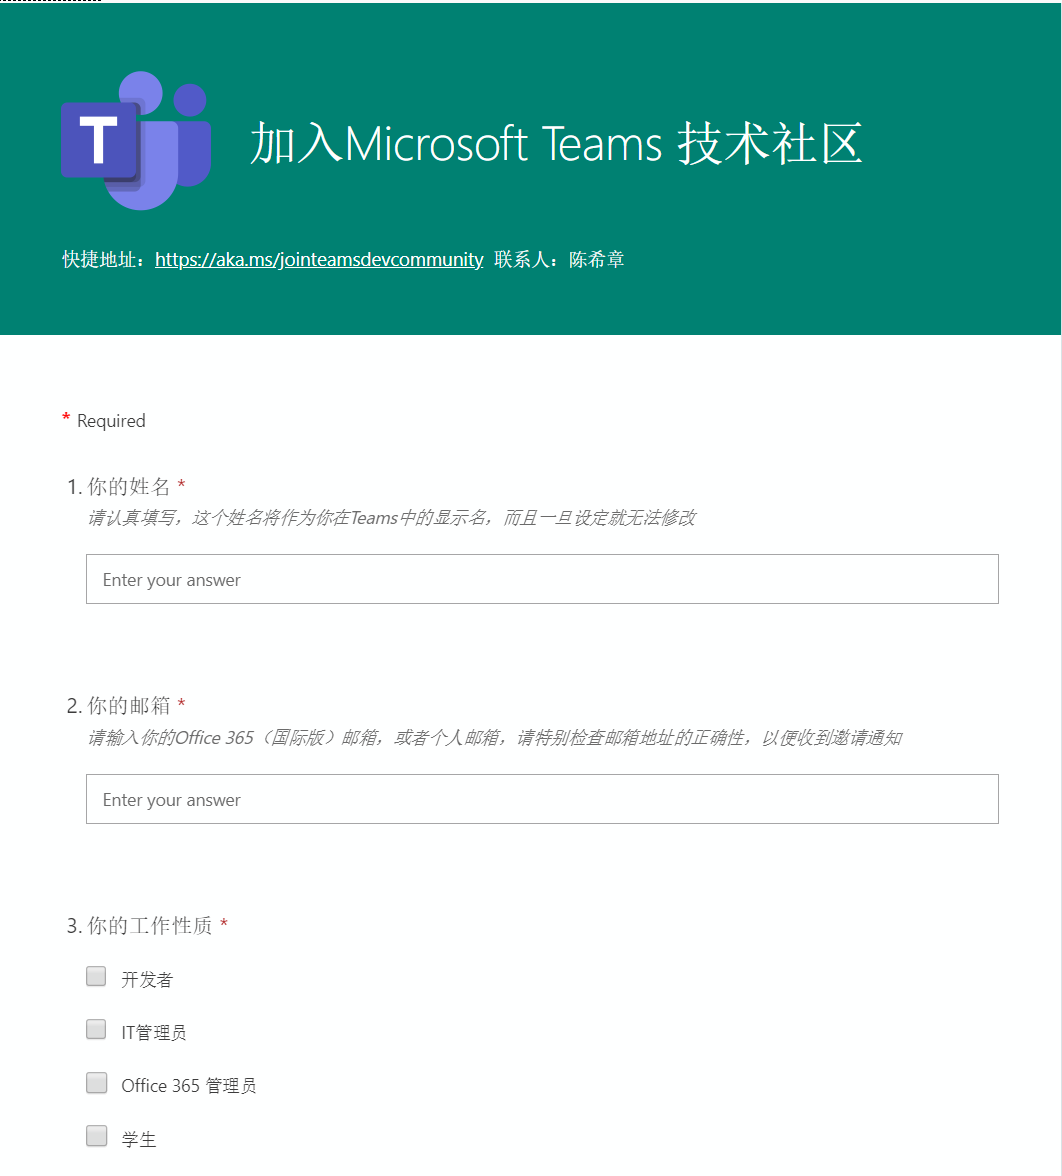 T
加入Microsoft Teams 技术社区
快捷地址：https://aka.ms/jointeamsdevcommunity 联系人：陈希章
* Required
1. 你的姓名 *
请认真填写，这个姓名将作为你在Teams中的显示名，而且一旦设定就无法修改
Enter your answer
2. 你的邮箱 *
请输入你的Office 365（国际版）邮箱，或者个人邮箱，请特别检查邮箱地址的正确性，以便收到邀请通知
Enter your answer
3. 你的工作性质 *
开发者
IT管理员
Office 365 管理员
学生